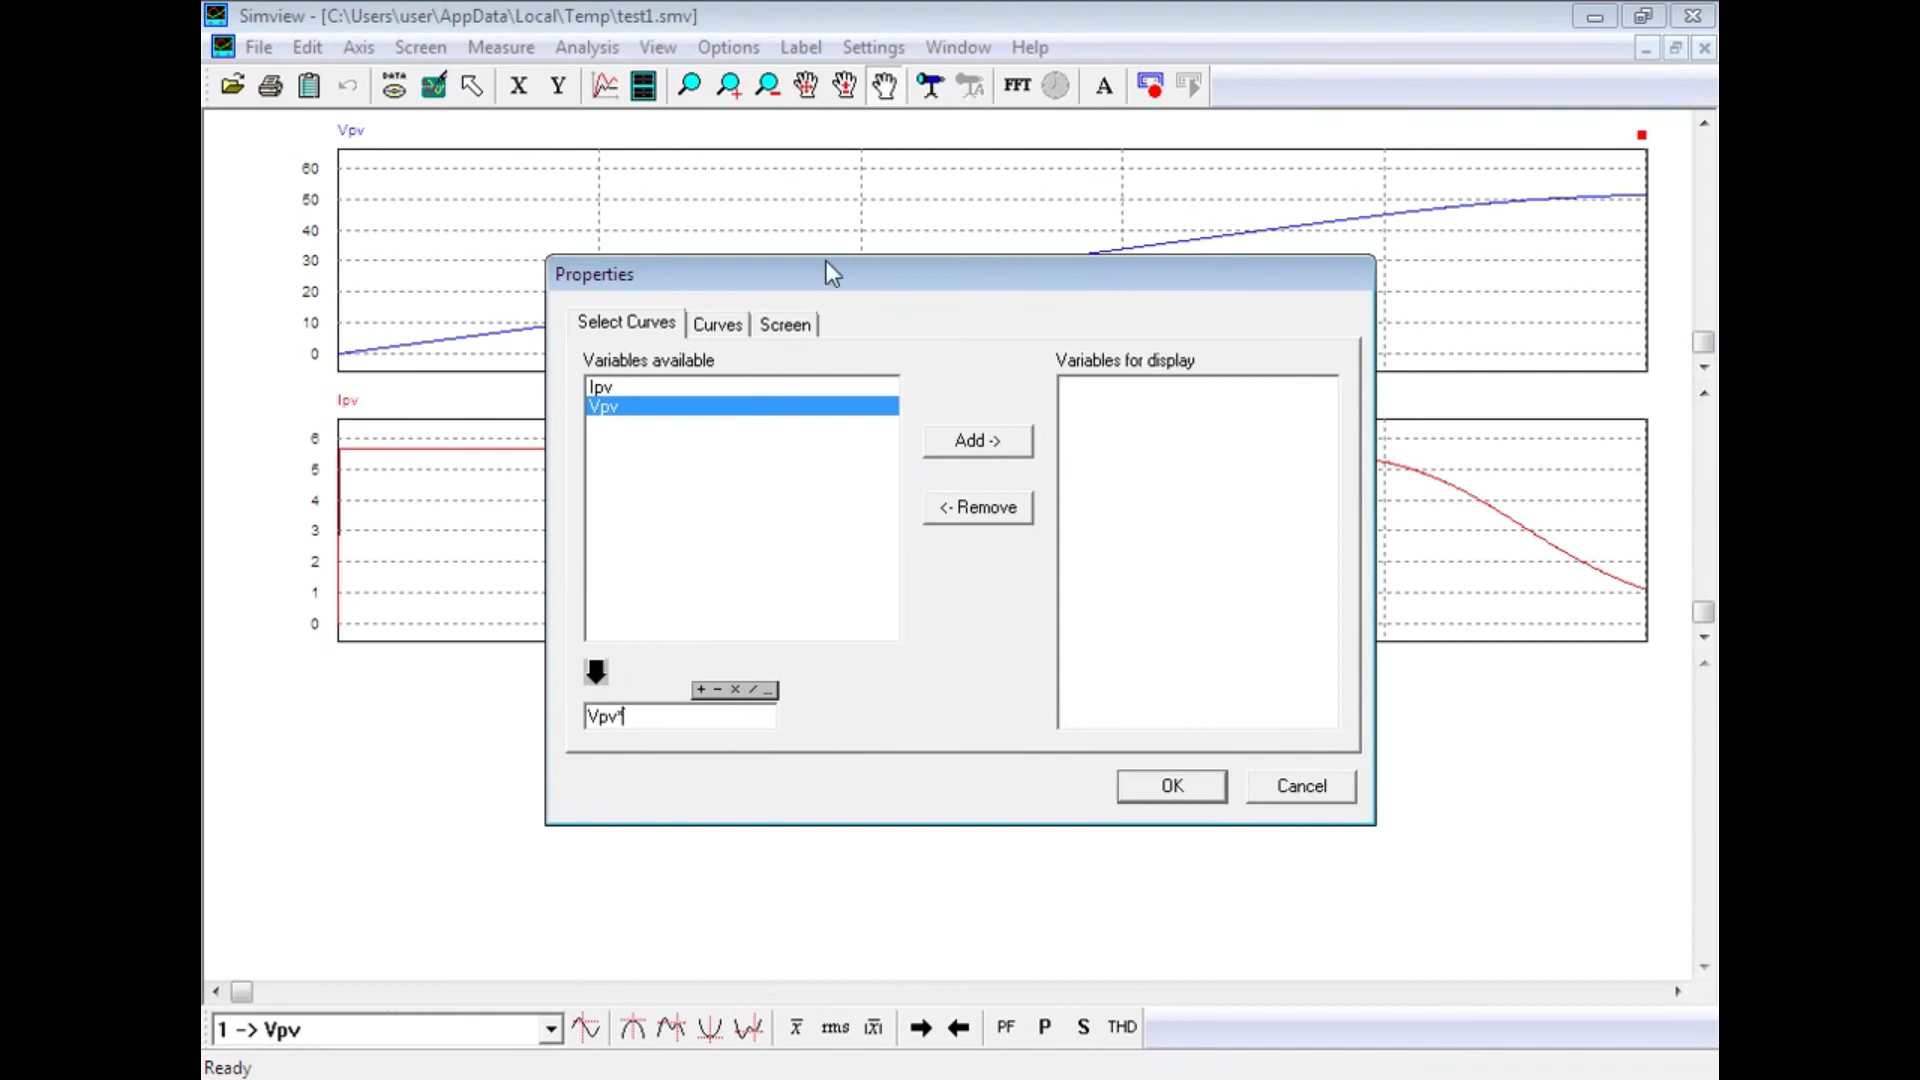 Simview - [C:\Users\user\AppData\Local\Temp\test1.smv]
File Edit Axis Screen Measure Analysis View Options Label Settings Window Help
DATA X Y FFT A
Vpv
60
50
40
30
20
10
0
Ipv
6
5
4
3
2
1
0
Properties
Select Curves Curves Screen
Variables available
Variables for display
Ipv
Vpv
Add ->
<- Remove
+ - x / _
Vpv*
OK Cancel
1 -> Vpv
x rms |x| PF P S THD
Ready